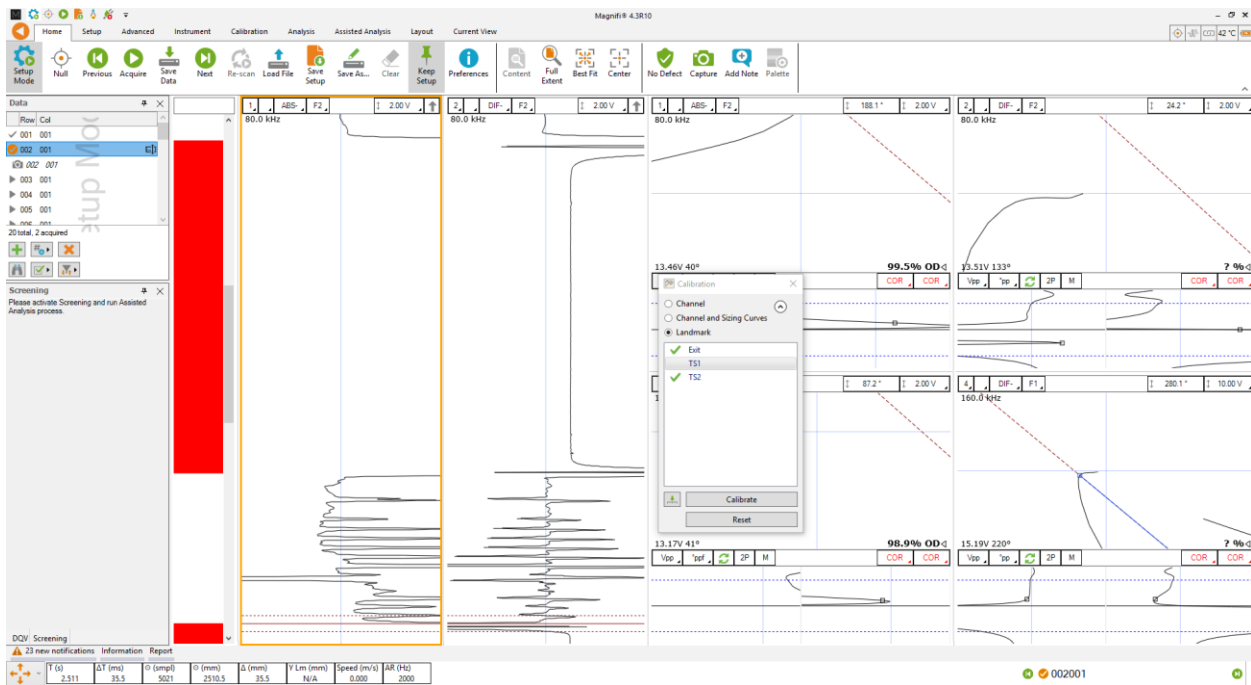 Magnifi® 4.3R10
Home Setup Advanced Instrument Calibration Analysis Assisted Analysis Layout Current View
42 °C
Setup Mode
Null
Previous
Acquire
Save Data
Next
Re-scan
Load File
Save Setup
Save As...
Clear
Keep Setup
Preferences
Content
Full Extent
Best Fit
Center
No Defect
Capture
Add Note
Palette
Data
Row Col
001 001
002 001
002 001
003 001
004 001
005 001
006 001
20 total, 2 acquired
Screening
Please activate Screening and run Assisted
Analysis process.
DQV Screening
1 ABS- F2 2.00 V
80.0 kHz
2 DIF- F2 2.00 V
80.0 kHz
1 ABS- F2 188.1 ° 2.00 V
80.0 kHz
13.46V 40° 99.5% OD
COR COR
2 DIF- F2 24.2 ° 2.00 V
80.0 kHz
13.51V 133° ? %
Vpp °pp 2P M COR COR
Calibration
Channel
Channel and Sizing Curves
Landmark
Exit
TS1
TS2
Calibrate
Reset
87.2 ° 2.00 V
13.17V 41° 98.9% OD
Vpp °ppf 2P M COR COR
4 DIF- F1 280.1 ° 10.00 V
160.0 kHz
15.19V 220° ? %
Vpp °pp 2P M COR COR
23 new notifications Information Report
T (s) ΔT (ms) ⊙ (smpl) ⊙ (mm) Δ (mm) Y Lm (mm) Speed (m/s) AR (Hz)
2.511 35.5 5021 2510.5 35.5 N/A 0.000 2000
002001